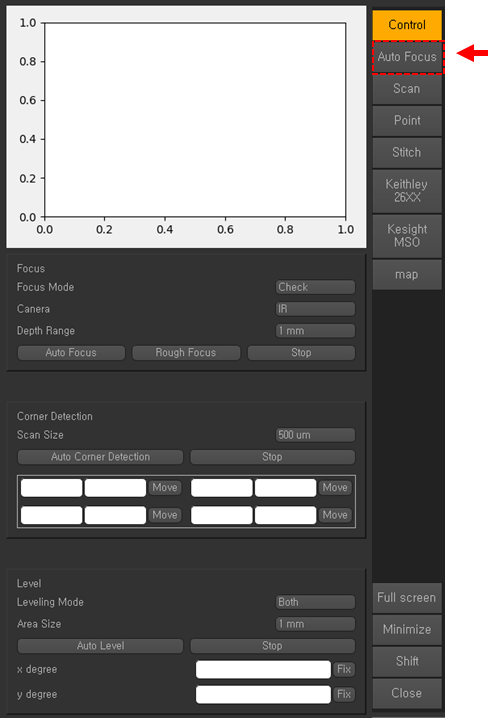 1.0
0.8
0.6
0.4
0.2
0.0
0.0 0.2 0.4 0.6 0.8 1.0
Focus
Focus Mode Check
Canera IR
Depth Range 1 mm
Auto Focus Rough Focus Stop
Corner Detection
Scan Size 500 um
Auto Corner Detection Stop
Move Move
Move Move
Level
Leveling Mode Both
Area Size 1 mm
Auto Level Stop
x degree Fix
y degree Fix
Control
Auto Focus
Scan
Point
Stitch
Keithley
26XX
Kesight
MSO
map
Full screen
Minimize
Shift
Close